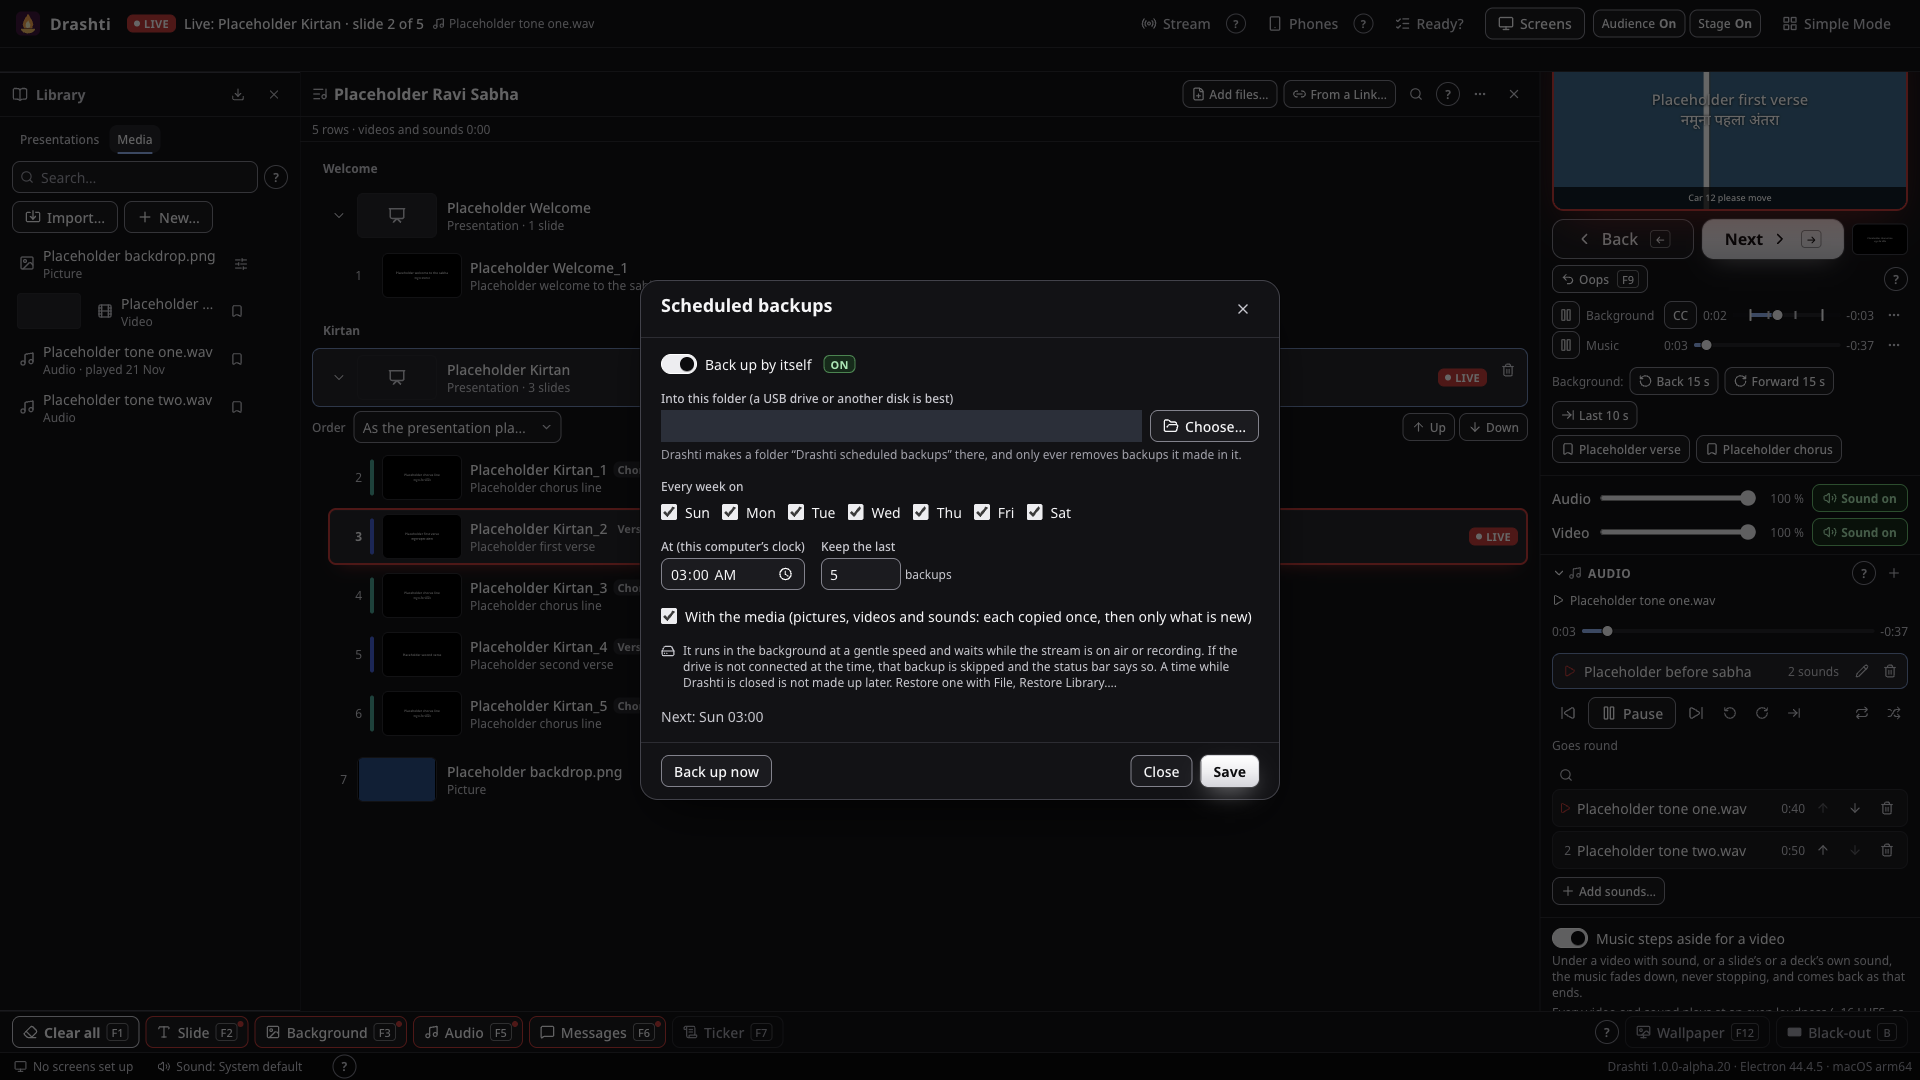 Drashti
LIVE
Live: Placeholder Kirtan · slide 2 of 5
Placeholder tone one.wav
Stream
?
Phones
?
Ready?
Screens
Audience On
Stage On
Simple Mode
Library
Presentations
Media
Search...
?
Import...
New...
Placeholder backdrop.png
Picture
Placeholder ...
Video
Placeholder tone one.wav
Audio · played 21 Nov
Placeholder tone two.wav
Audio
Placeholder Ravi Sabha
Add files...
From a Link...
?
5 rows · videos and sounds 0:00
Welcome
Placeholder Welcome
Presentation · 1 slide
1
Placeholder Welcome_1
Placeholder welcome to the
Kirtan
Placeholder Kirtan
Presentation · 3 slides
LIVE
Order
As the presentation pla...
Up
Down
2
Placeholder Kirtan_1
Placeholder chorus line
3
Placeholder Kirtan_2
Placeholder first verse
LIVE
4
Placeholder Kirtan_3
Placeholder chorus line
5
Placeholder Kirtan_4
Placeholder second verse
6
Placeholder Kirtan_5
Placeholder chorus line
7
Placeholder backdrop.png
Picture
Scheduled backups
Back up by itself
ON
Into this folder (a USB drive or another disk is best)
Choose...
Drashti makes a folder “Drashti scheduled backups” there, and only ever removes backups it made in it.
Every week on
Sun
Mon
Tue
Wed
Thu
Fri
Sat
At (this computer’s clock)
Keep the last
03:00 AM
5
backups
With the media (pictures, videos and sounds: each copied once, then only what is new)
It runs in the background at a gentle speed and waits while the stream is on air or recording. If the
drive is not connected at the time, that backup is skipped and the status bar says so. A time while
Drashti is closed is not made up later. Restore one with File, Restore Library....
Next: Sun 03:00
Back up now
Close
Save
Placeholder first verse
नमूना पहला अंतरा
Car 12 please move
Back
Next
Oops
F9
?
Background
CC
0:02
-0:03
Music
0:03
-0:37
Background:
Back 15 s
Forward 15 s
Last 10 s
Placeholder verse
Placeholder chorus
Audio
100 %
Sound on
Video
100 %
Sound on
AUDIO
?
Placeholder tone one.wav
0:03
-0:37
Placeholder before sabha
2 sounds
Pause
Goes round
Placeholder tone one.wav
0:40
2
Placeholder tone two.wav
0:50
Add sounds...
Music steps aside for a video
Under a video with sound, or a slide’s or a deck’s own sound,
the music fades down, never stopping, and comes back as that
ends.
Clear all
F1
Slide
F2
Background
F3
Audio
F5
Messages
F6
Ticker
F7
?
Wallpaper
F12
Black-out
B
No screens set up
Sound: System default
?
Drashti 1.0.0-alpha.20 · Electron 44.4.5 · macOS arm64